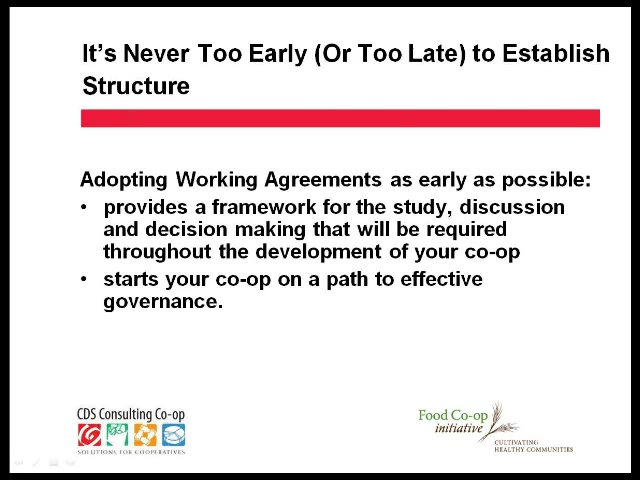 It's Never Too Early (Or Too Late) to Establish
Structure
Adopting Working Agreements as early as possible:
• provides a framework for the study, discussion
and decision making that will be required
throughout the development of your co-op
• starts your co-op on a path to effective
governance.
CDS Consulting Co-op
SOLUTIONS FOR COOPERATIVES
Food Co-op
initiative
CULTIVATING
HEALTHY COMMUNITIES